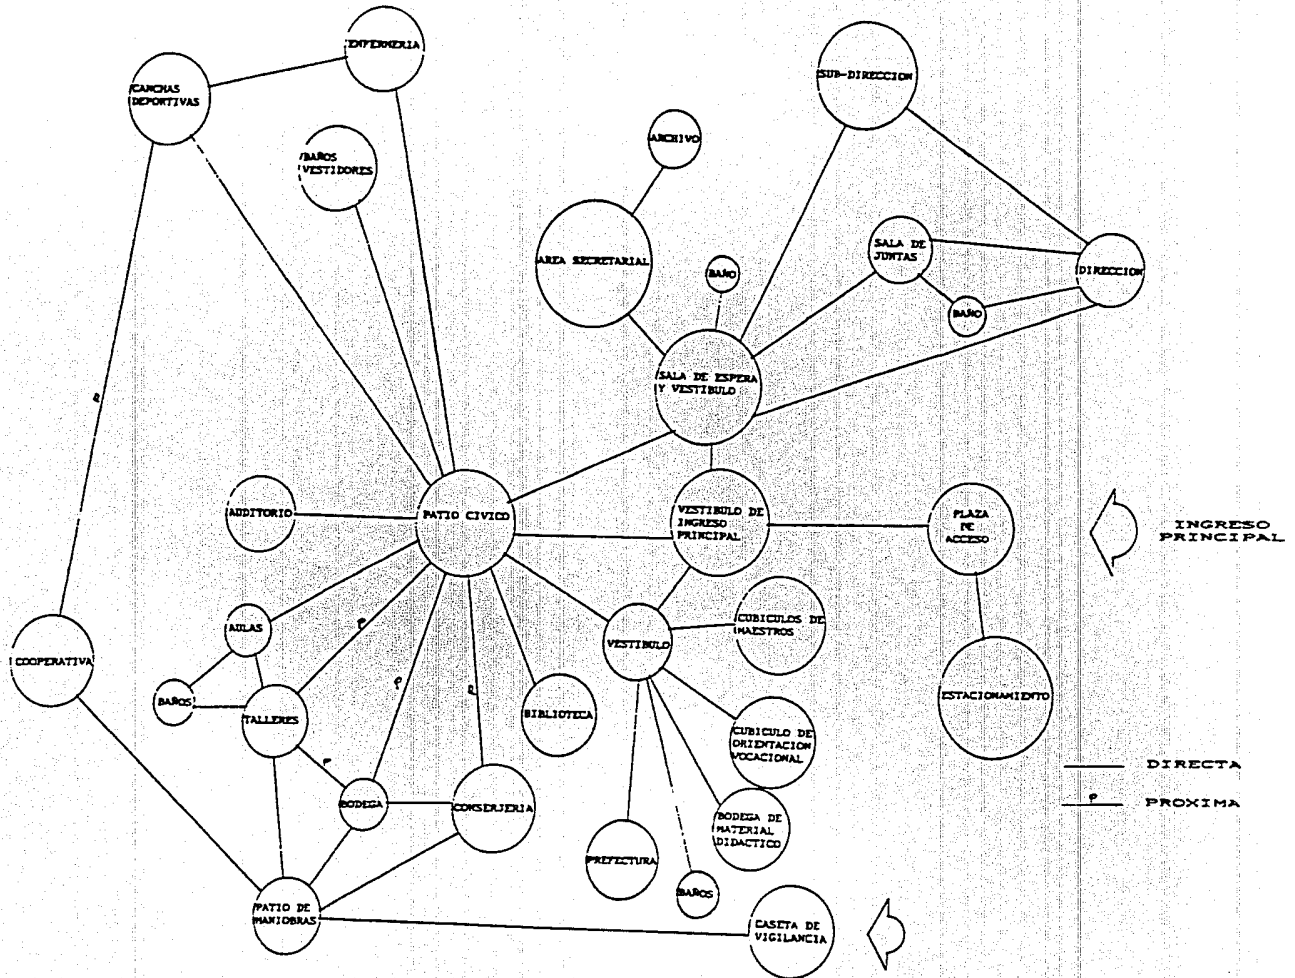 ENFERMERIA
CANCHAS
DEPORTIVAS
SUB-DIRECCION
ARCHIVO
BAÑOS
VESTIDORES
AREA SECRETARIAL
SALA DE
JUNTAS
DIRECCION
BAÑO
BAÑO
SALA DE ESPERA
Y VESTIBULO
P
AUDITORIO
PATIO CIVICO
VESTIBULO DE
INGRESO
PRINCIPAL
PLAZA
DE
ACCESO
INGRESO
PRINCIPAL
AULAS
P
CUBICULOS DE
MAESTROS
VESTIBULO
COOPERATIVA
P
P
BAÑOS
TALLERES
BIBLIOTECA
ESTACIONAMIENTO
CUBICULO DE
ORIENTACION
VOCACIONAL
P
DIRECTA
BODEGA
CONSERJERIA
P
PROXIMA
BODEGA DE
MATERIAL
DIDACTICO
PREFECTURA
BAÑOS
PATIO DE
MANIOBRAS
CASETA DE
VIGILANCIA